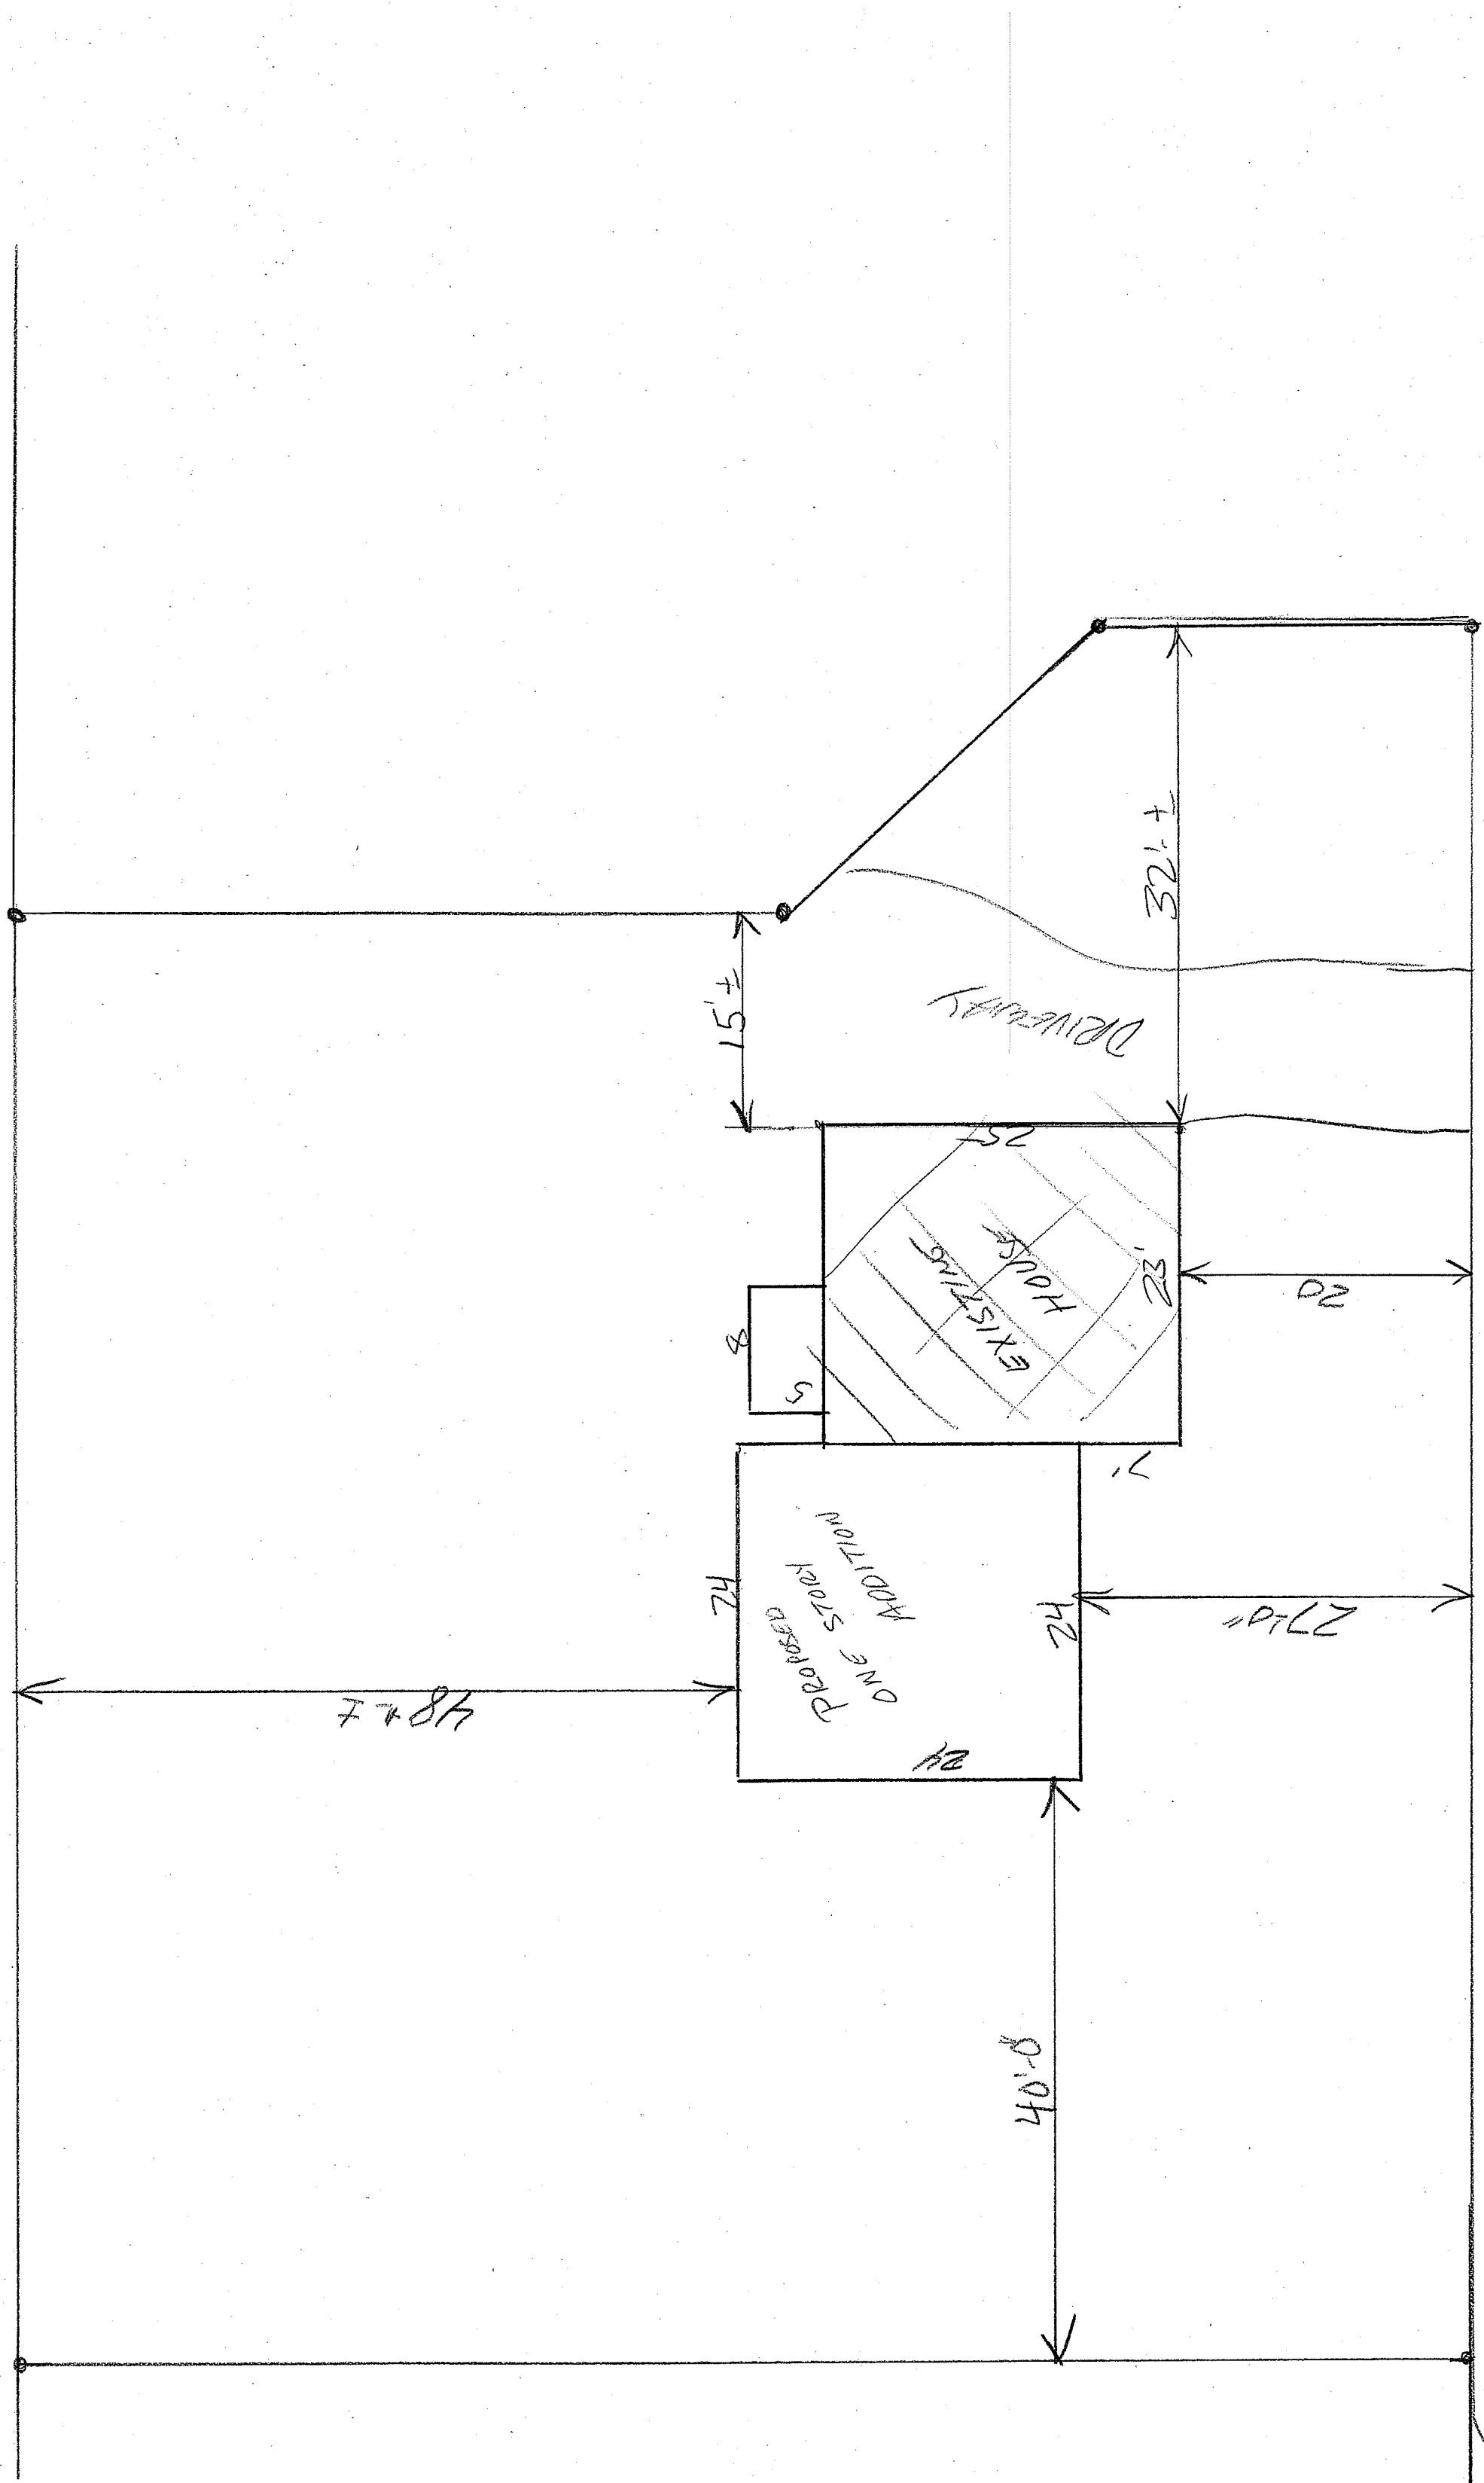 32'-±
15'±
DRIVEWAY
25'
EXISTING
HOUSE
23'
20
8
5
7'
PROPOSED
ONE STORY
ADDITION
24
24
24
27'-0"
40'-0"